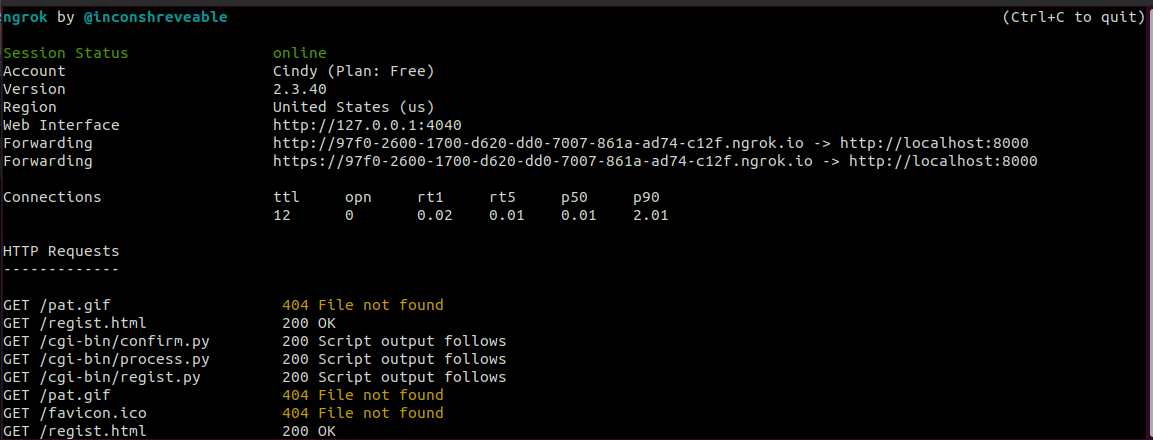 ngrok by @inconshreveable (Ctrl+C to quit)
Session Status online
Account Cindy (Plan: Free)
Version 2.3.40
Region United States (us)
Web Interface http://127.0.0.1:4040
Forwarding http://97f0-2600-1700-d620-dd0-7007-861a-ad74-c12f.ngrok.io -> http://localhost:8000
Forwarding https://97f0-2600-1700-d620-dd0-7007-861a-ad74-c12f.ngrok.io -> http://localhost:8000
Connections ttl opn rt1 rt5 p50 p90
12 0 0.02 0.01 0.01 2.01
HTTP Requests
-------------
GET /pat.gif 404 File not found
GET /regist.html 200 OK
GET /cgi-bin/confirm.py 200 Script output follows
GET /cgi-bin/process.py 200 Script output follows
GET /cgi-bin/regist.py 200 Script output follows
GET /pat.gif 404 File not found
GET /favicon.ico 404 File not found
GET /regist.html 200 OK